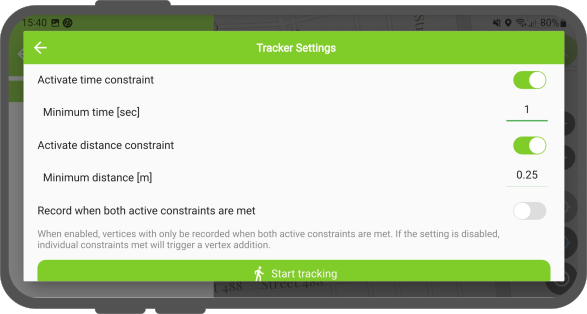 15:40 80%
Tracker Settings
Activate time constraint
Minimum time [sec] 1
Activate distance constraint
Minimum distance [m] 0.25
Record when both active constraints are met
When enabled, vertices with only be recorded when both active constraints are met. If the setting is disabled,
individual constraints met will trigger a vertex addition.
Start tracking
Street 488